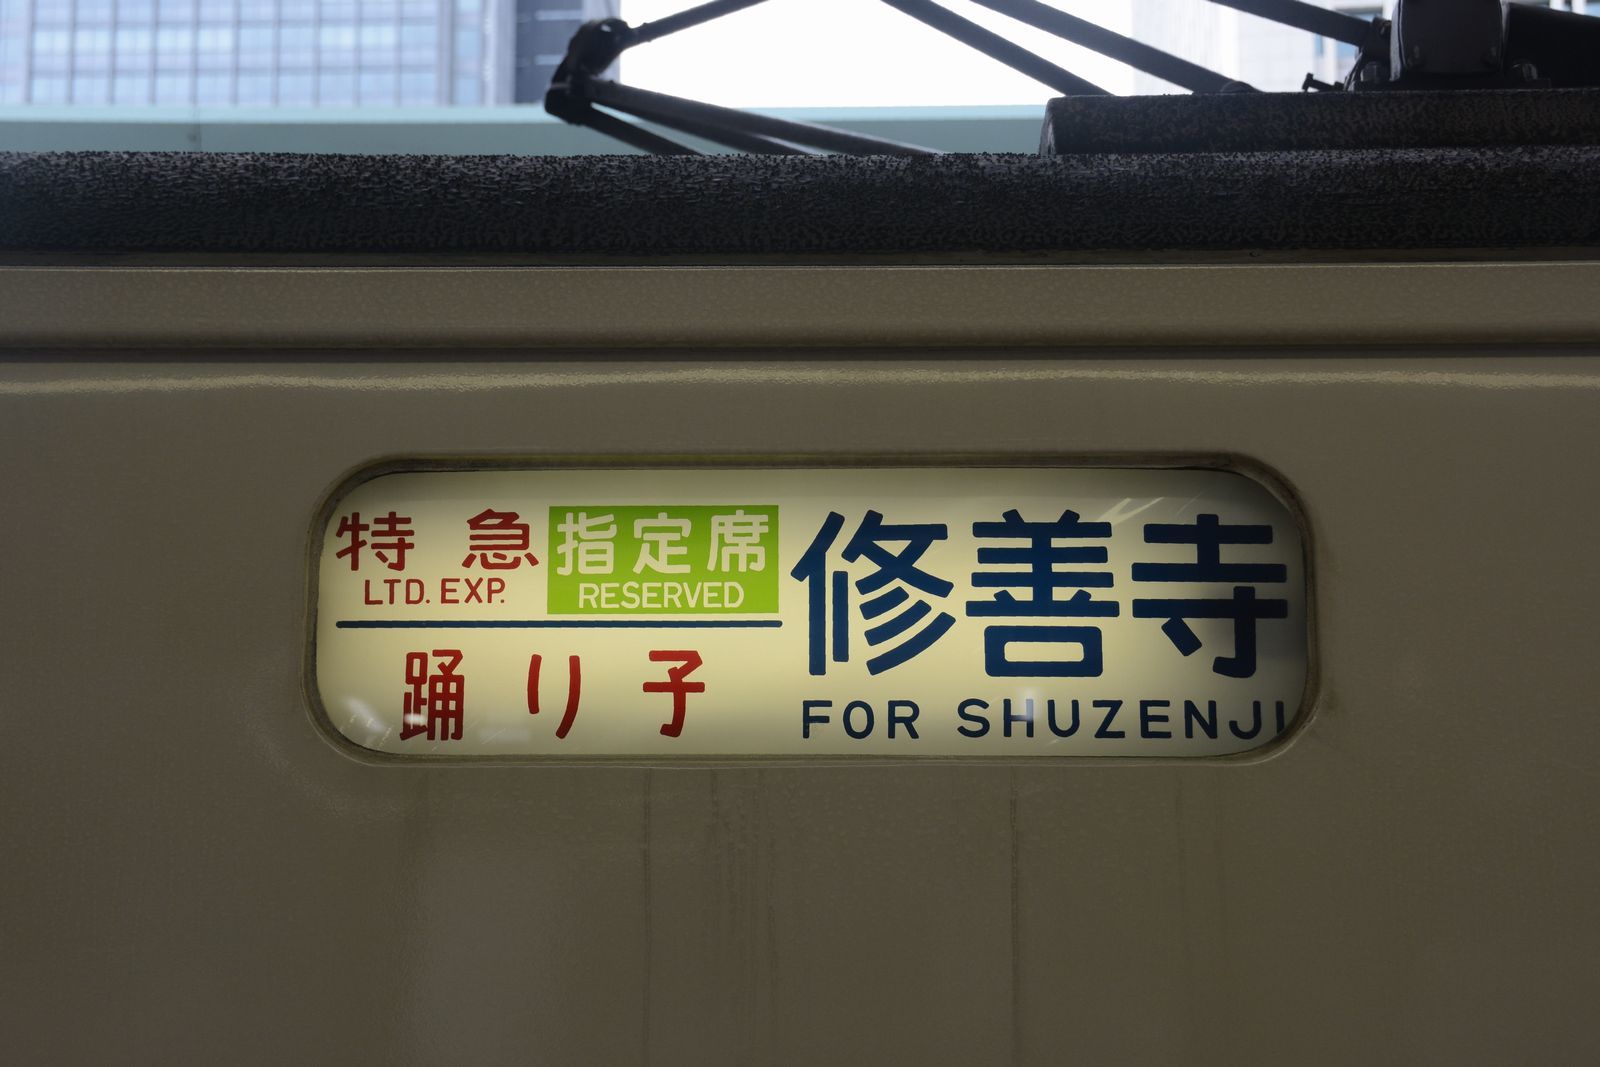 特急
LTD. EXP.
指定席
RESERVED
踊り子
修善寺
FOR SHUZENJI